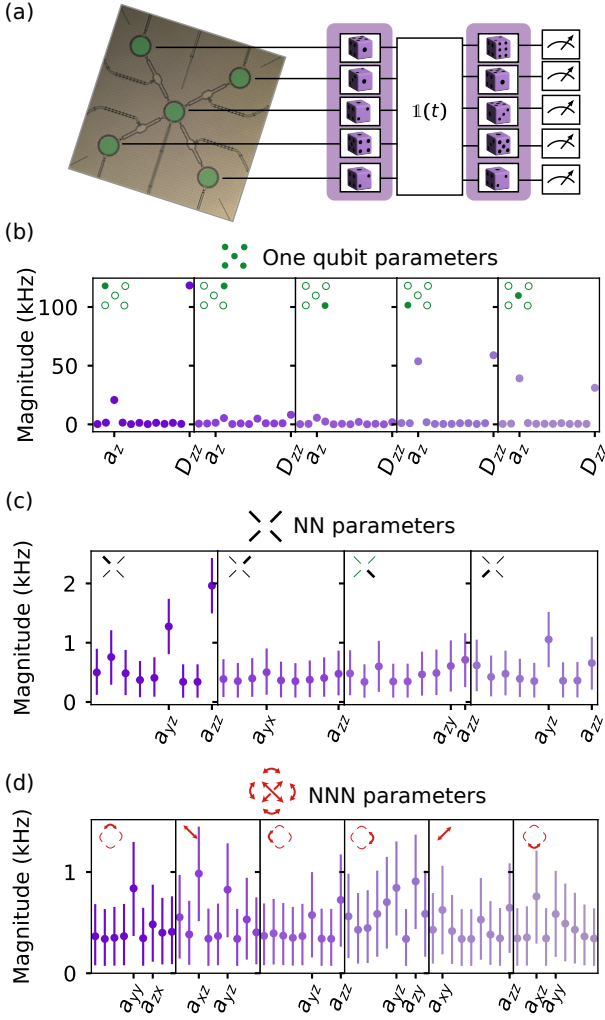 (a)
𝟙(t)
(b)
One qubit parameters
Magnitude (kHz)
100
50
0
a_z D_zz a_z D_zz a_z D_zz a_z D_zz a_z D_zz
(c)
NN parameters
Magnitude (kHz)
2
1
0
a_yz a_zz a_yx a_zz a_zy a_zz a_yz a_zz
(d)
NNN parameters
Magnitude (kHz)
1
0
a_yy a_zx a_xz a_yz a_yz a_zz a_yz a_zy a_xy a_zz a_xz a_yy